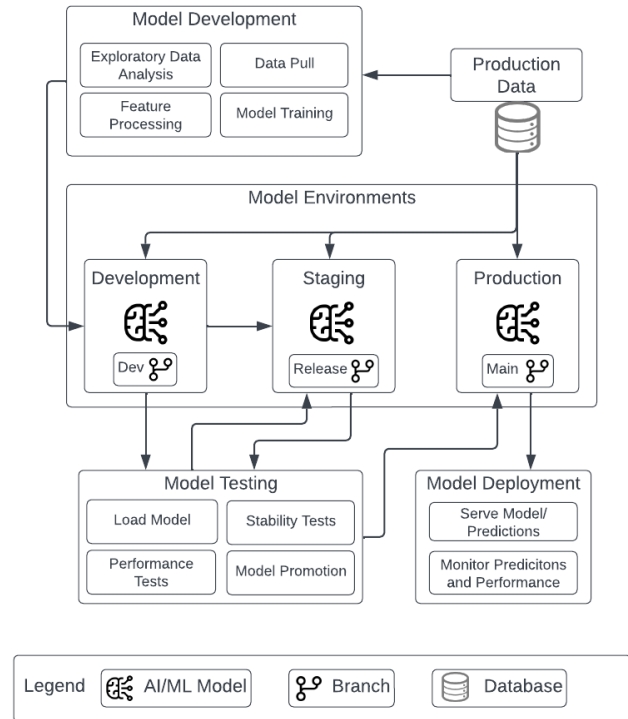 Model Development
Exploratory Data
Analysis
Data Pull
Feature
Processing
Model Training
Production
Data
Model Environments
Development
Dev
Staging
Release
Production
Main
Model Testing
Load Model
Stability Tests
Performance
Tests
Model Promotion
Model Deployment
Serve Model/
Predictions
Monitor Predicitons
and Performance
Legend
AI/ML Model
Branch
Database